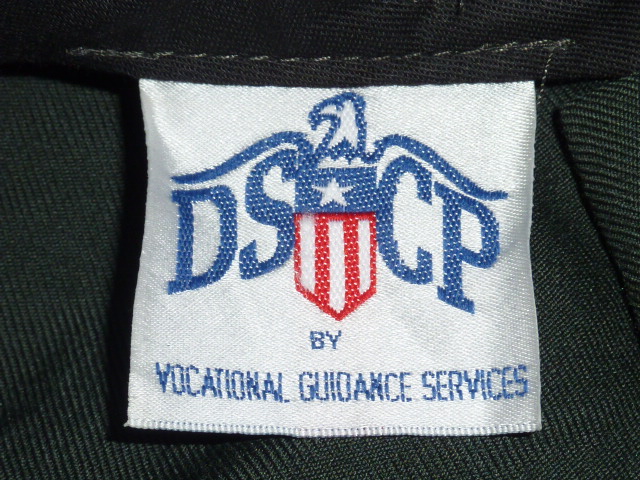 DSCP
BY
VOCATIONAL GUIDANCE SERVICES